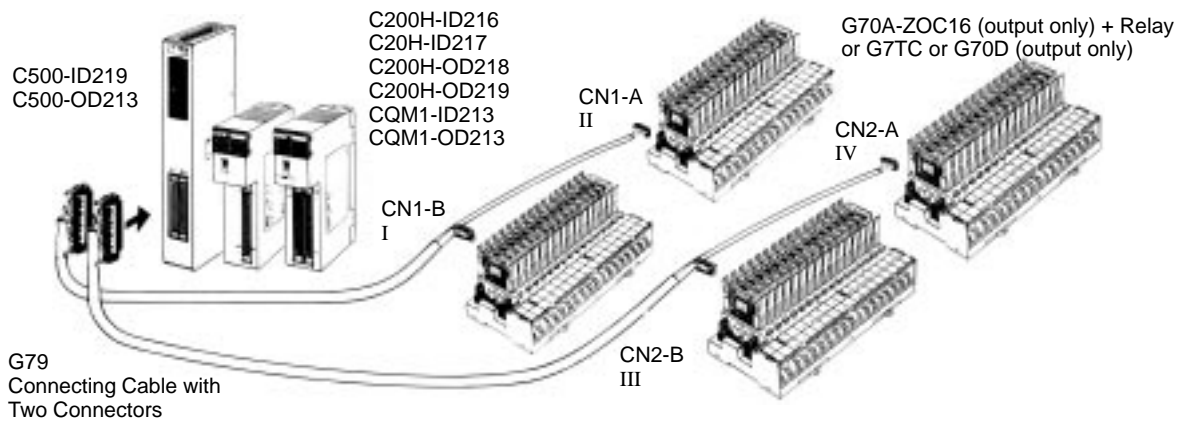 C500-ID219
C500-OD213
C200H-ID216
C20H-ID217
C200H-OD218
C200H-OD219
CQM1-ID213
CQM1-OD213
G70A-ZOC16 (output only) + Relay
or G7TC or G70D (output only)
CN1-A
II
CN2-A
IV
CN1-B
I
CN2-B
III
G79
Connecting Cable with
Two Connectors